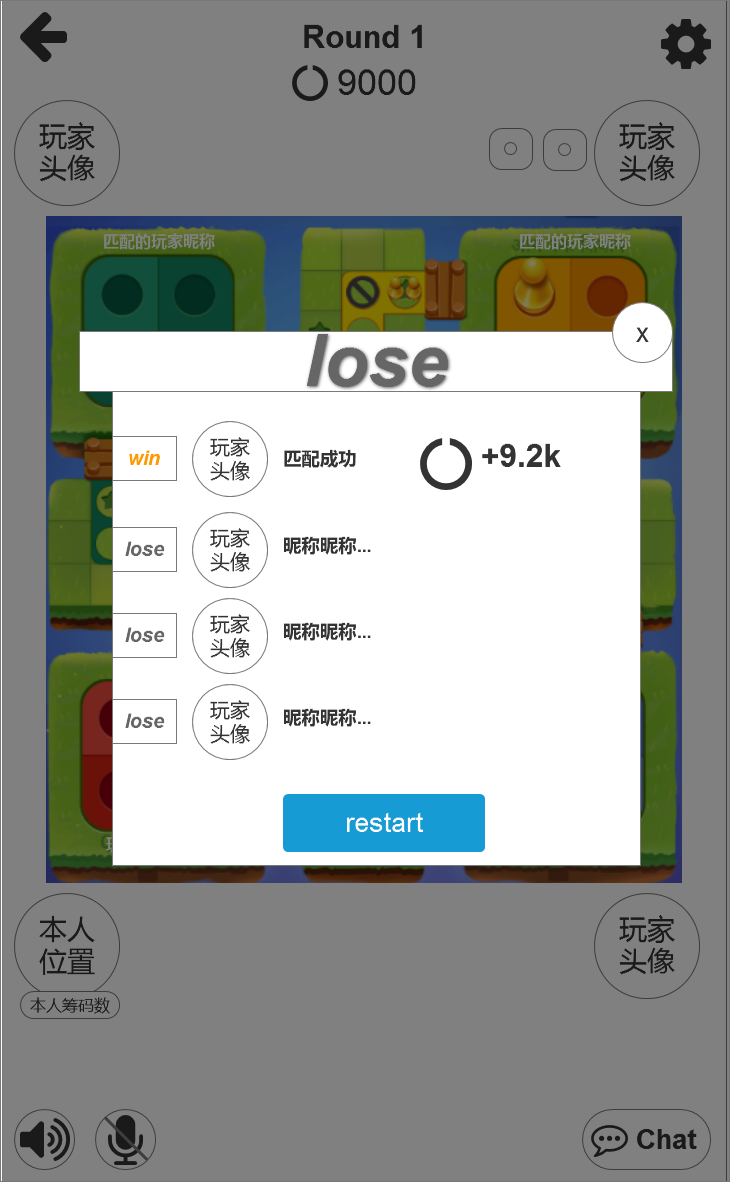 Round 1
9000
玩家
头像
玩家
头像
匹配的玩家昵称
匹配的玩家昵称
lose
x
win
玩家
头像
匹配成功
+9.2k
lose
玩家
头像
昵称昵称...
lose
玩家
头像
昵称昵称...
lose
玩家
头像
昵称昵称...
restart
本人
位置
本人筹码数
玩家
头像
Chat